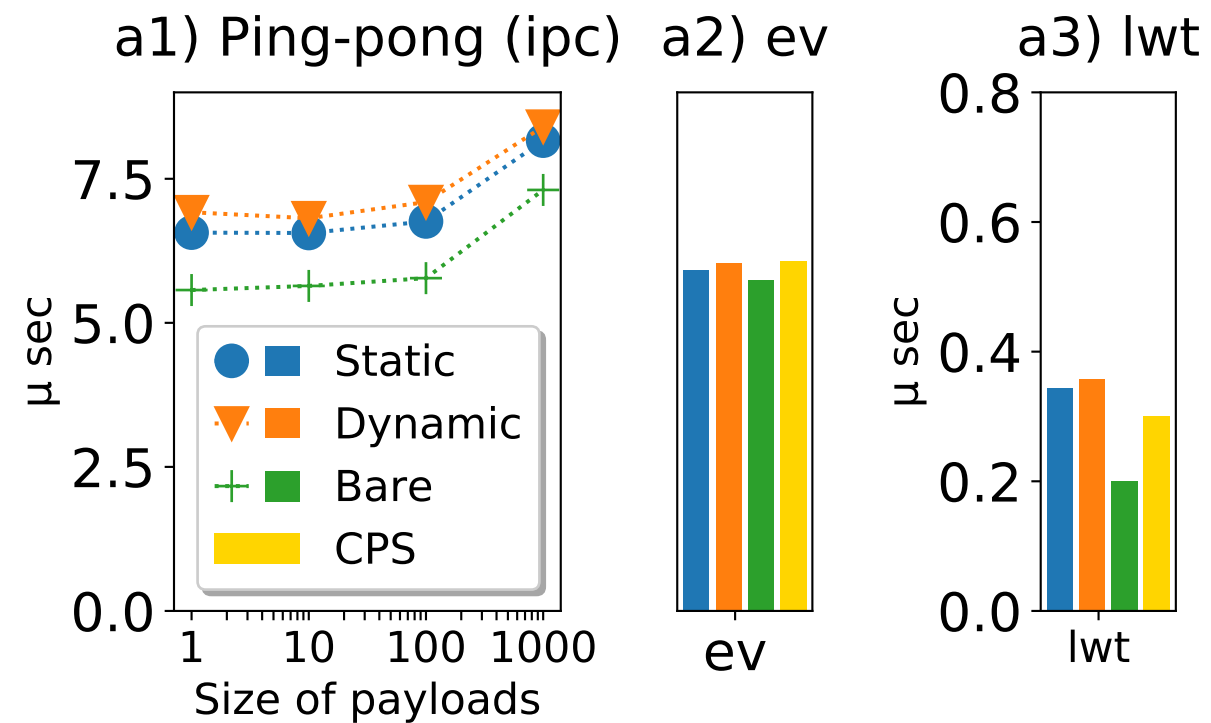 a1) Ping-pong (ipc)
7.5
5.0
2.5
0.0
µ sec
1 10 100 1000
Size of payloads
Static
Dynamic
Bare
CPS
a2) ev
ev
a3) lwt
0.8
0.6
0.4
0.2
0.0
µ sec
lwt